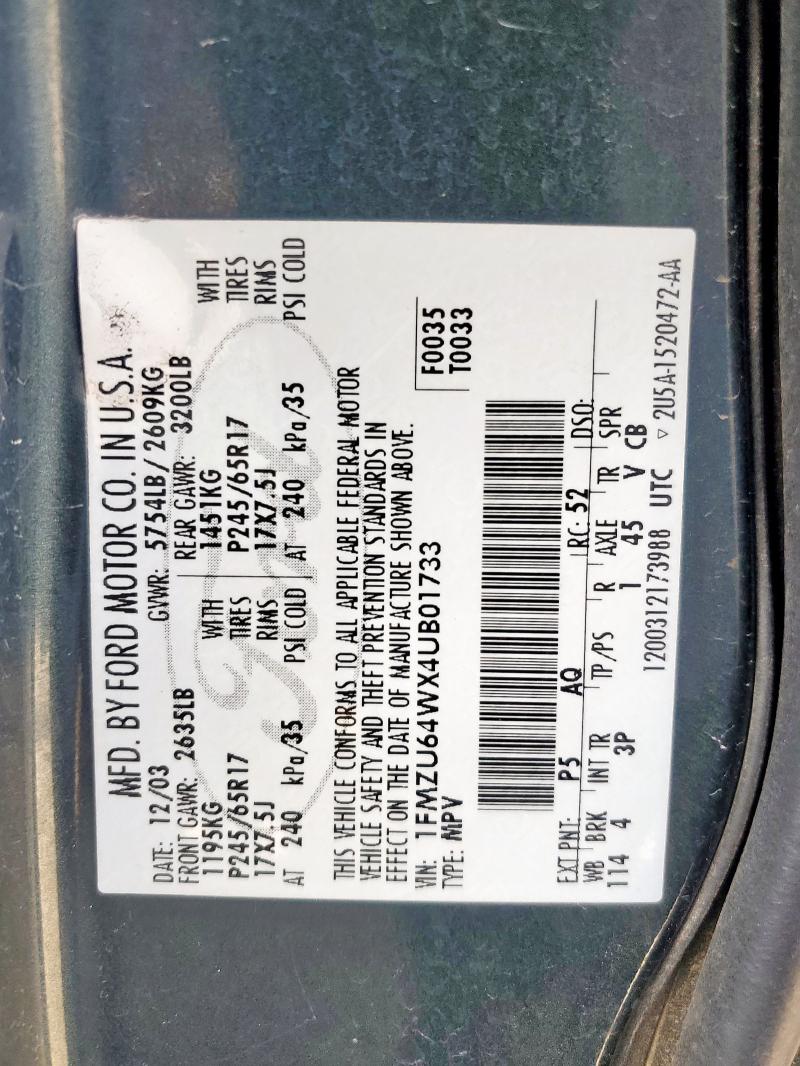 MFD. BY FORD MOTOR CO. IN U.S.A.
DATE: 12/03 GVWR: 5754LB/2609KG
FRONT GAWR: 2635LB REAR GAWR: 3200LB
1195KG WITH 1451KG WITH
P245/65R17 TIRES P245/65R17 TIRES
17X7.5J RIMS 17X7.5J RIMS
AT 240 kPa/35 PSI COLD AT 240 kPa/35 PSI COLD
Ford
THIS VEHICLE CONFORMS TO ALL APPLICABLE FEDERAL MOTOR
VEHICLE SAFETY AND THEFT PREVENTION STANDARDS IN
EFFECT ON THE DATE OF MANUFACTURE SHOWN ABOVE.
VIN: 1FMZU64WX4UB01733 F0035
TYPE: MPV T0033
EXT PNT: P5 AQ RC: 52 DSO:
WB BRK INT TR TP/PS R AXLE TR SPR
114 4 3P 1 45 V CB
1200312173988 UTC ▽ 2U5A-1520472-AA